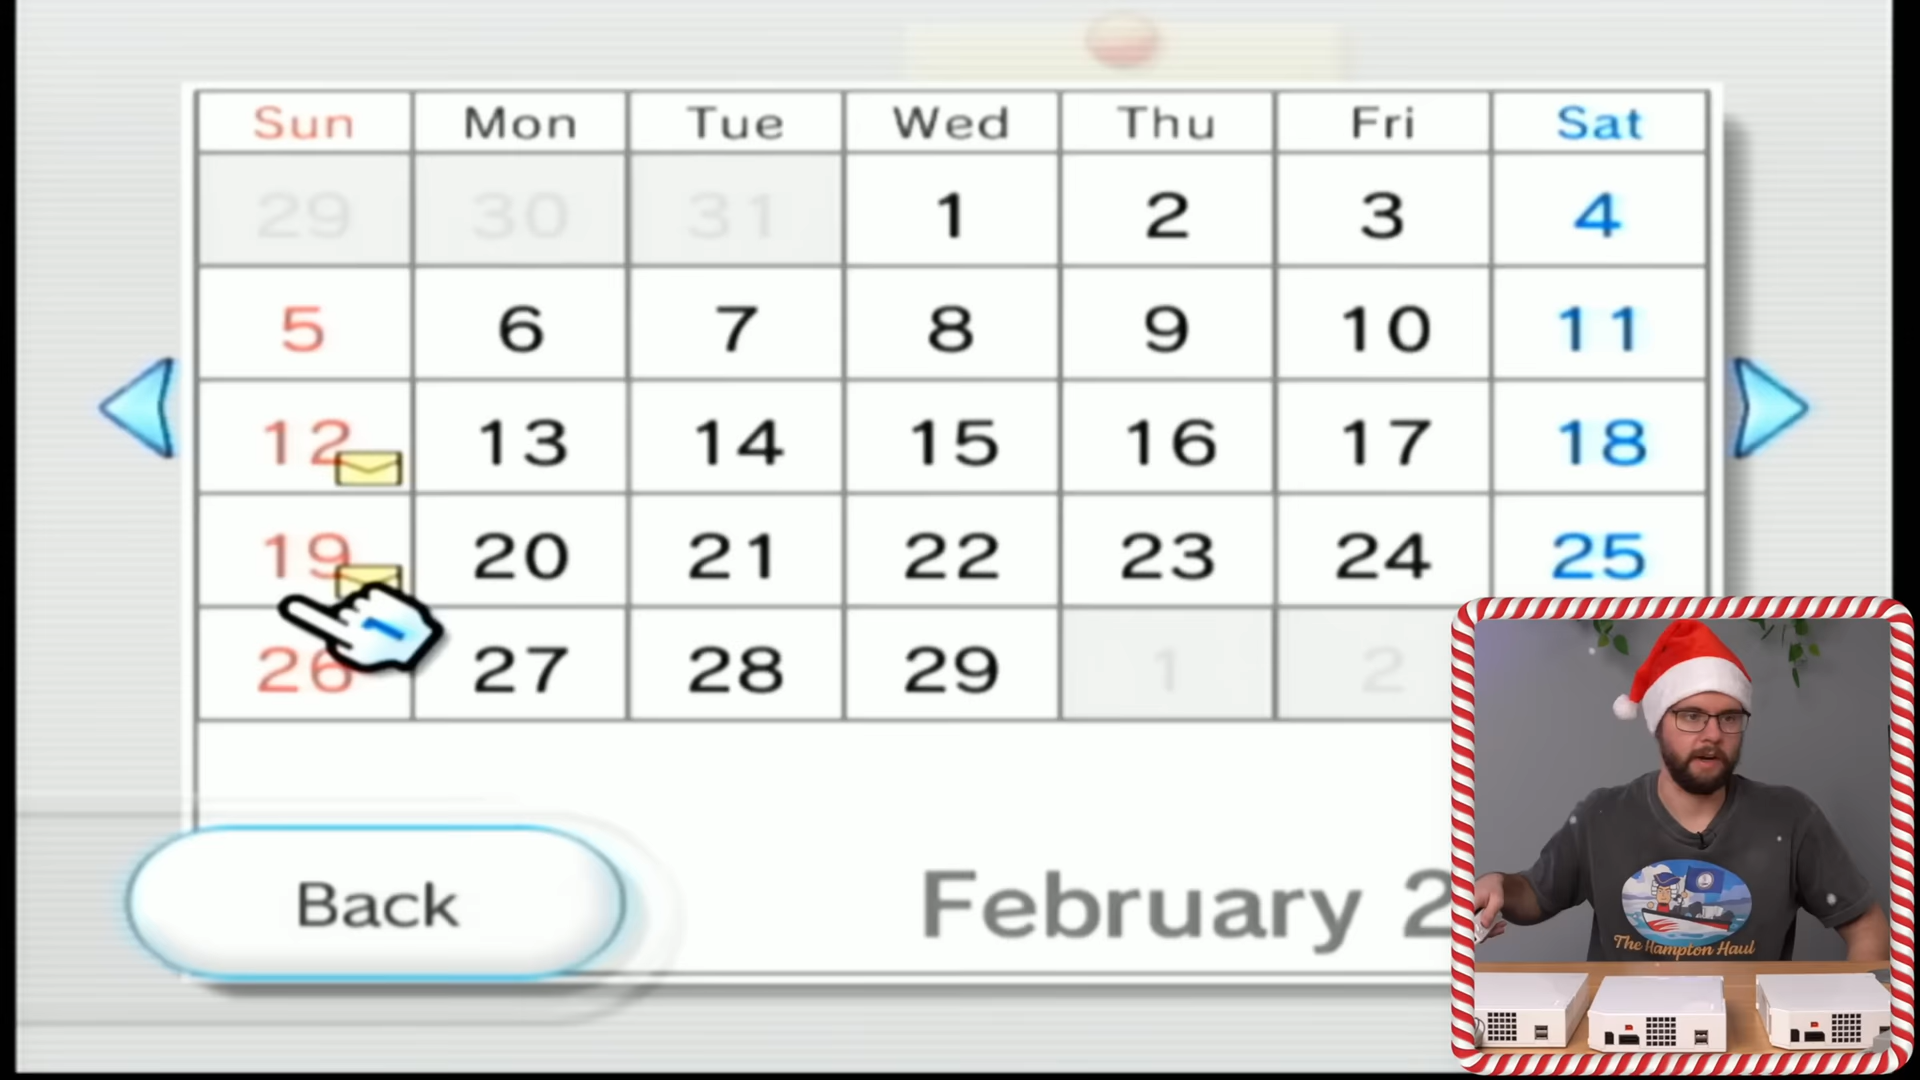 Sun Mon Tue Wed Thu Fri Sat
29 30 31 1 2 3 4
5 6 7 8 9 10 11
12 13 14 15 16 17 18
19 20 21 22 23 24 25
26 27 28 29 1 2
Back
February 2
1
The Hampton Haul